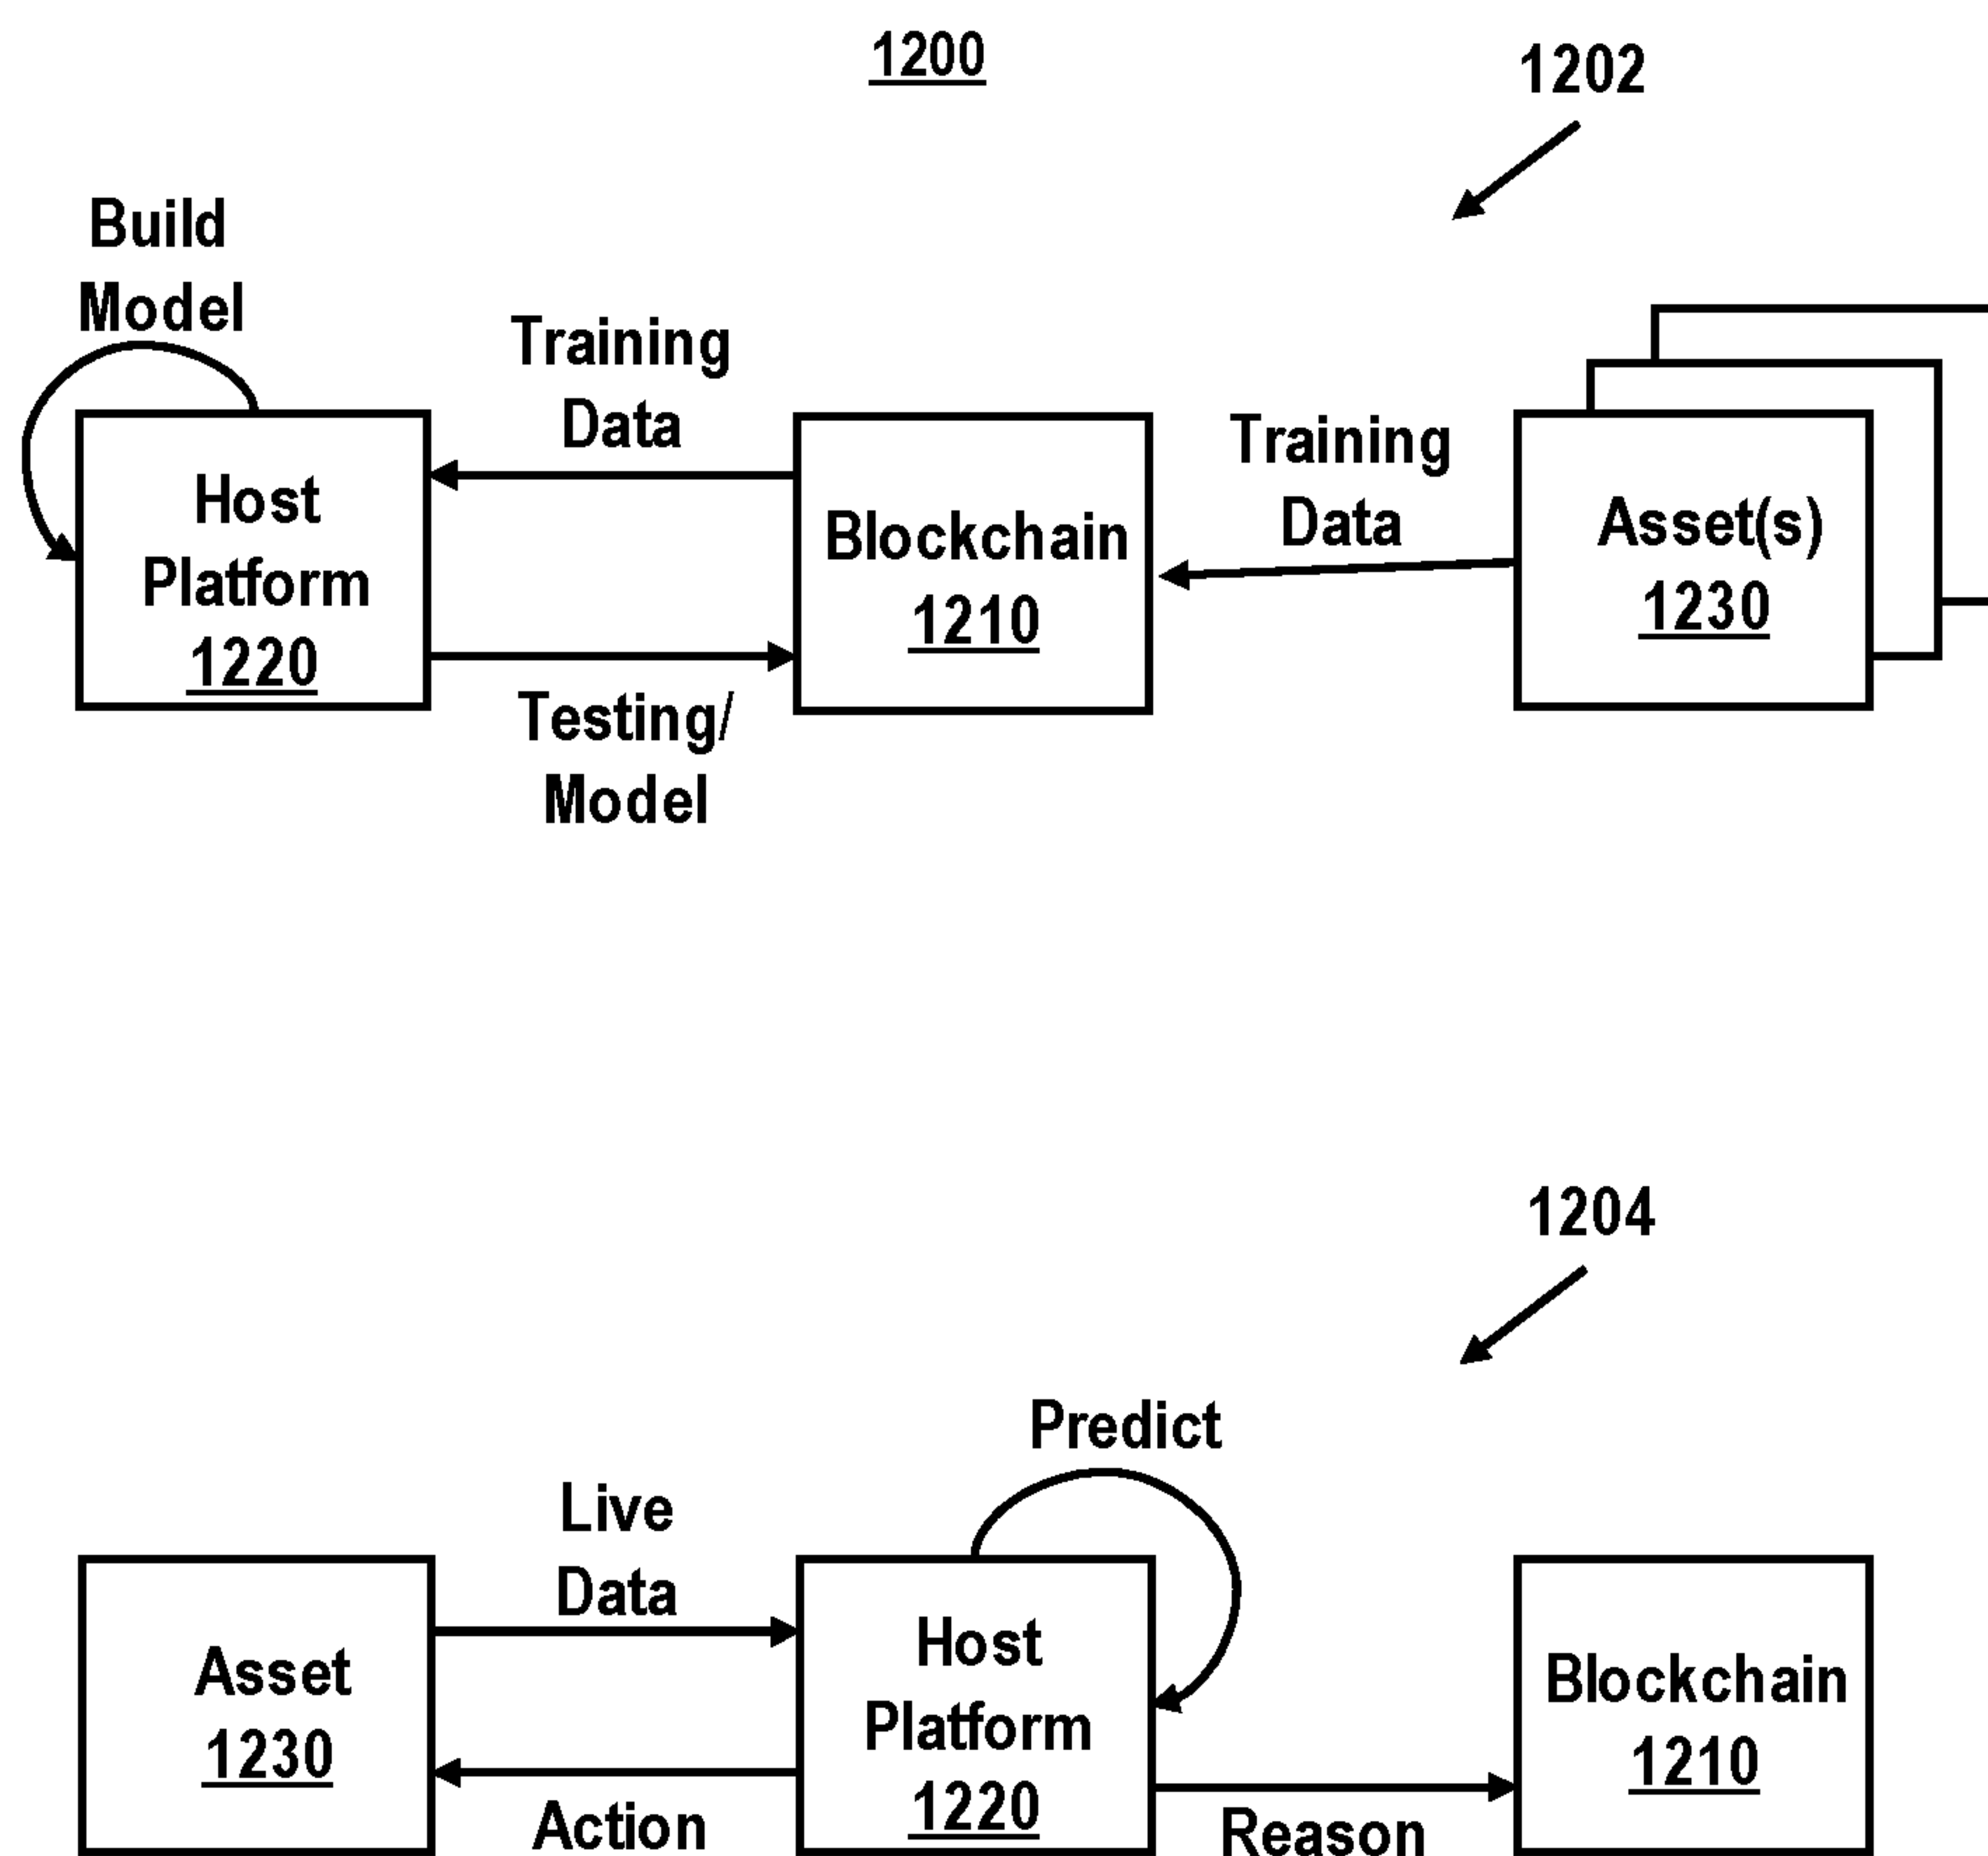 1200
1202
Build
Model
Training
Data
Training
Data
Host
Platform
1220
Blockchain
1210
Asset(s)
1230
Testing/
Model
1204
Predict
Live
Data
Asset
1230
Host
Platform
1220
Blockchain
1210
Action
Reason